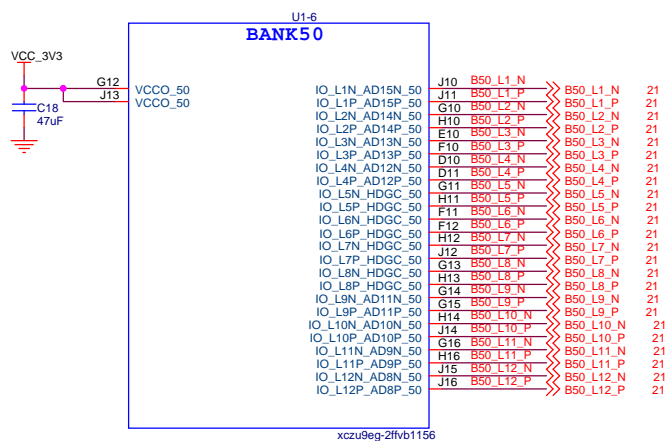 U1-6
BANK50
VCC_3V3
G12 VCCO_50
J13 VCCO_50
C18
47uF
IO_L1N_AD15N_50 J10 B50_L1_N B50_L1_N 21
IO_L1P_AD15P_50 J11 B50_L1_P B50_L1_P 21
IO_L2N_AD14N_50 G10 B50_L2_N B50_L2_N 21
IO_L2P_AD14P_50 H10 B50_L2_P B50_L2_P 21
IO_L3N_AD13N_50 E10 B50_L3_N B50_L3_N 21
IO_L3P_AD13P_50 F10 B50_L3_P B50_L3_P 21
IO_L4N_AD12N_50 D10 B50_L4_N B50_L4_N 21
IO_L4P_AD12P_50 D11 B50_L4_P B50_L4_P 21
IO_L5N_HDGC_50 G11 B50_L5_N B50_L5_N 21
IO_L5P_HDGC_50 H11 B50_L5_P B50_L5_P 21
IO_L6N_HDGC_50 F11 B50_L6_N B50_L6_N 21
IO_L6P_HDGC_50 F12 B50_L6_P B50_L6_P 21
IO_L7N_HDGC_50 H12 B50_L7_N B50_L7_N 21
IO_L7P_HDGC_50 J12 B50_L7_P B50_L7_P 21
IO_L8N_HDGC_50 G13 B50_L8_N B50_L8_N 21
IO_L8P_HDGC_50 H13 B50_L8_P B50_L8_P 21
IO_L9N_AD11N_50 G14 B50_L9_N B50_L9_N 21
IO_L9P_AD11P_50 G15 B50_L9_P B50_L9_P 21
IO_L10N_AD10N_50 H14 B50_L10_N B50_L10_N 21
IO_L10P_AD10P_50 J14 B50_L10_P B50_L10_P 21
IO_L11N_AD9N_50 G16 B50_L11_N B50_L11_N 21
IO_L11P_AD9P_50 H16 B50_L11_P B50_L11_P 21
IO_L12N_AD8N_50 J15 B50_L12_N B50_L12_N 21
IO_L12P_AD8P_50 J16 B50_L12_P B50_L12_P 21
xczu9eg-2ffvb1156